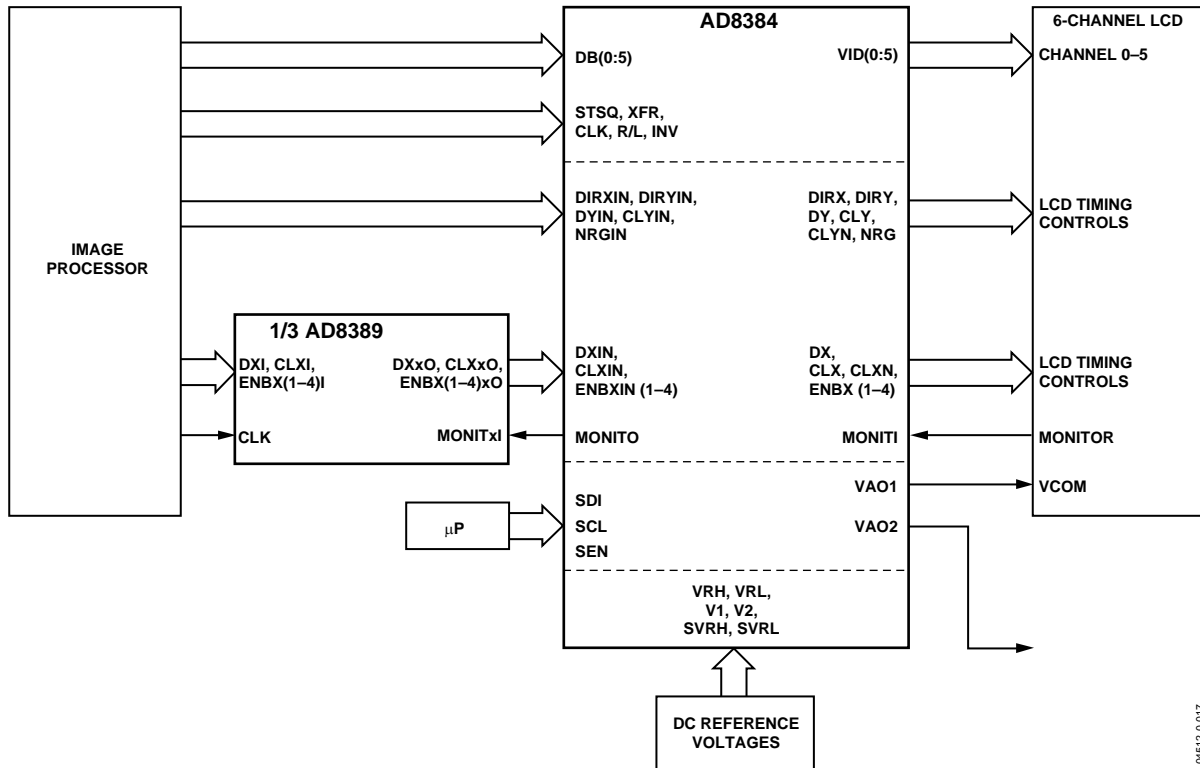 IMAGE
PROCESSOR
AD8384
DB(0:5)
VID(0:5)
STSQ, XFR,
CLK, R/L, INV
DIRXIN, DIRYIN,
DYIN, CLYIN,
NRGIN
DIRX, DIRY,
DY, CLY,
CLYN, NRG
DXIN,
CLXIN,
ENBXIN (1–4)
DX,
CLX, CLXN,
ENBX (1–4)
MONITO
MONITI
SDI
SCL
SEN
VAO1
VAO2
VRH, VRL,
V1, V2,
SVRH, SVRL
1/3 AD8389
DXI, CLXI,
ENBX(1–4)I
DXxO, CLXxO,
ENBX(1–4)xO
CLK
MONITxI
µP
DC REFERENCE
VOLTAGES
6-CHANNEL LCD
CHANNEL 0–5
LCD TIMING
CONTROLS
LCD TIMING
CONTROLS
MONITOR
VCOM
04512-0-017